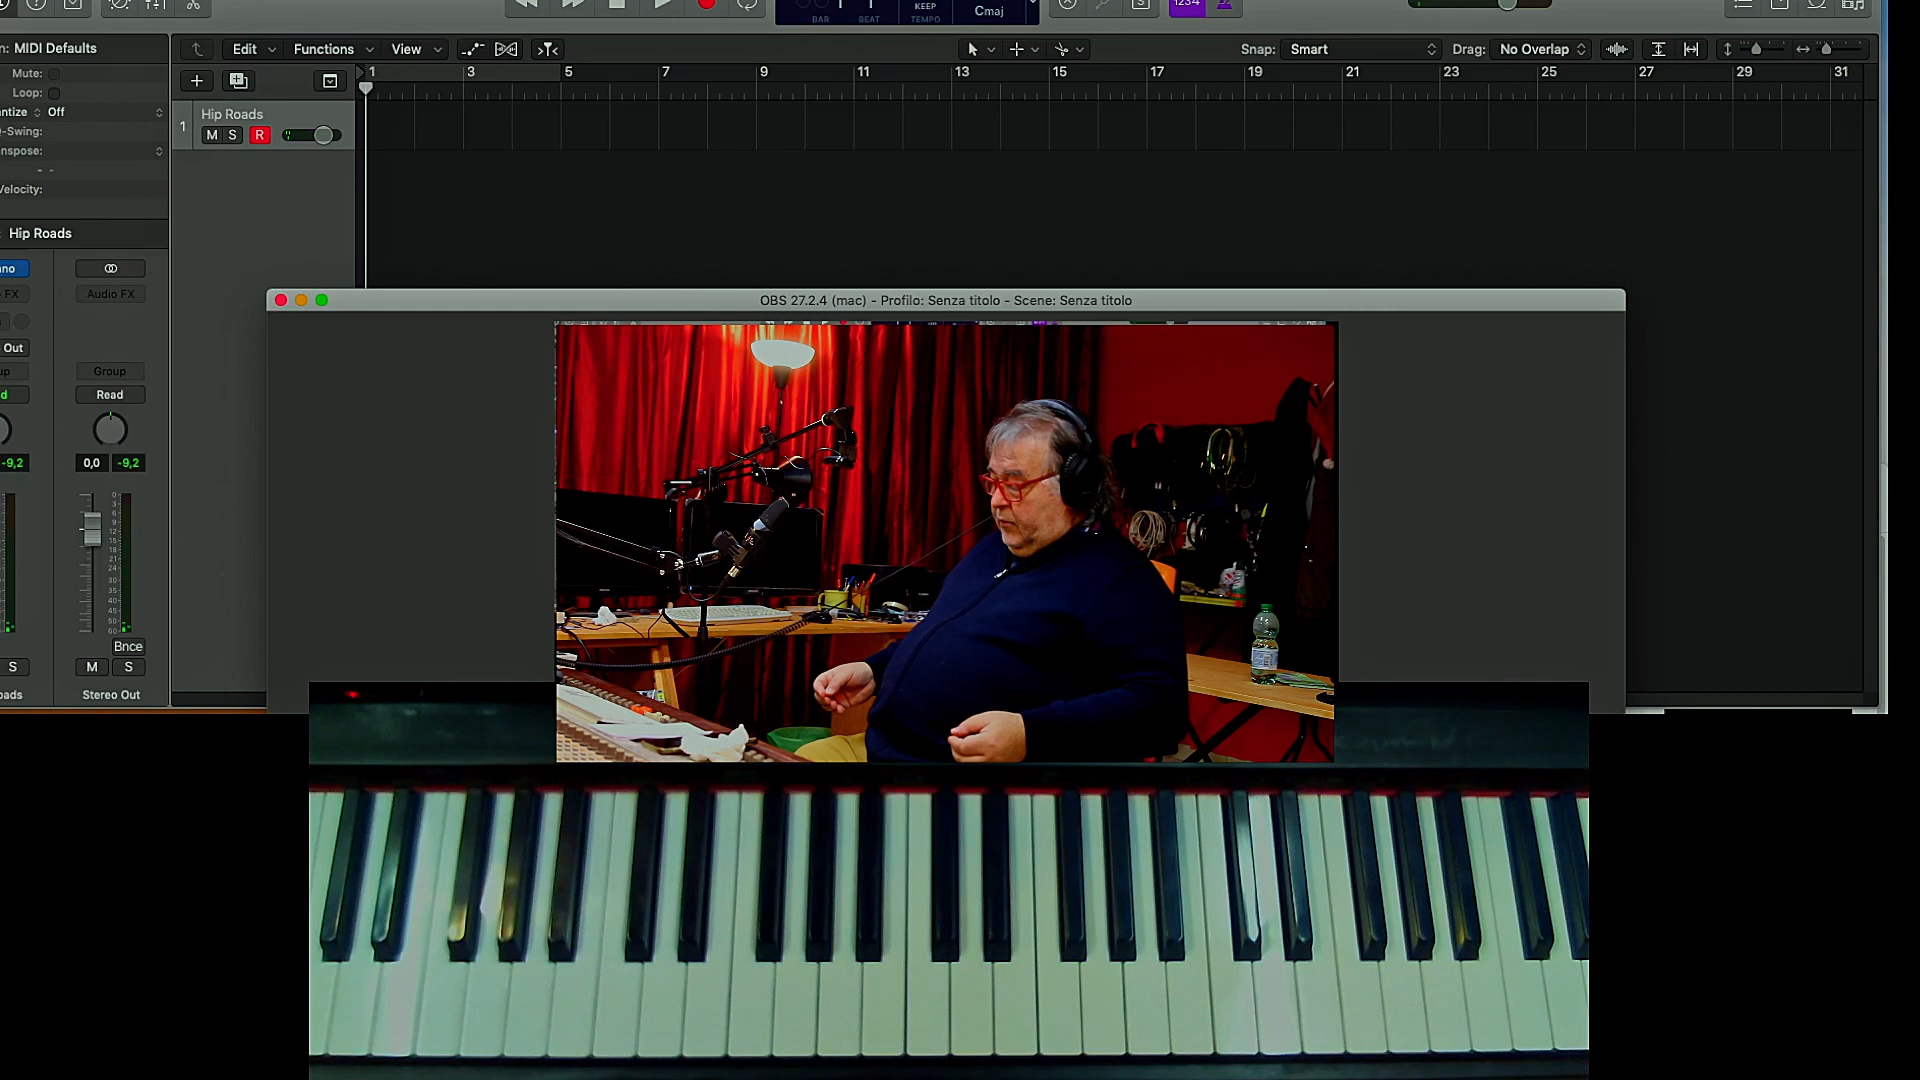 BAR
BEAT
KEEP
TEMPO
Cmaj
1234
MIDI Defaults
Mute:
Loop:
Off
Edit
Functions
View
Snap: Smart
Drag: No Overlap
1 3 5 7 9 11 13 15 17 19 21 23 25 27 29 31
1
Hip Roads
M S R
Hip Roads
Audio FX
Out
Group
Read
-9,2
0,0 -9,2
Bnce
S
M S
Stereo Out
OBS 27.2.4 (mac) - Profilo: Senza titolo - Scene: Senza titolo